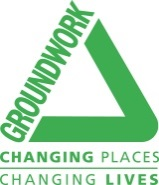 GROUNDWORK
CHANGING PLACES
CHANGING LIVES